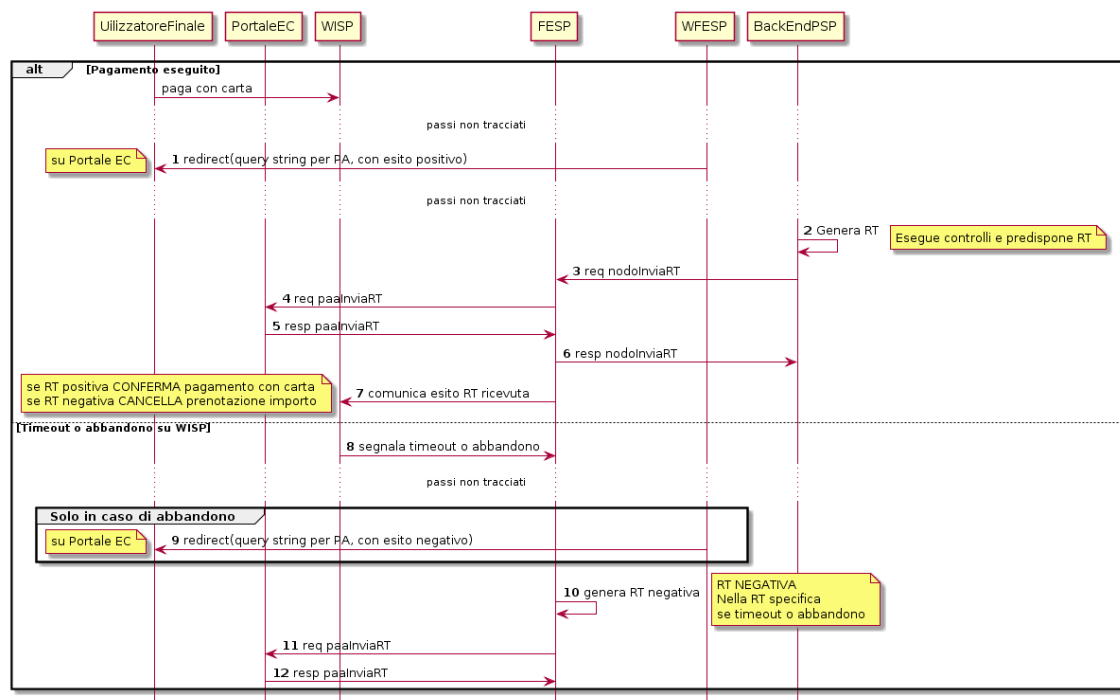 UilizzatoreFinale
PortaleEC
WISP
FESP
WFESP
BackEndPSP
alt
[Pagamento eseguito]
paga con carta
passi non tracciati
su Portale EC
1 redirect(query string per PA, con esito positivo)
passi non tracciati
2 Genera RT
Esegue controlli e predispone RT
3 req nodoInviaRT
4 req paaInviaRT
5 resp paaInviaRT
6 resp nodoInviaRT
se RT positiva CONFERMA pagamento con carta
se RT negativa CANCELLA prenotazione importo
7 comunica esito RT ricevuta
[Timeout o abbandono su WISP]
8 segnala timeout o abbandono
passi non tracciati
Solo in caso di abbandono
su Portale EC
9 redirect(query string per PA, con esito negativo)
10 genera RT negativa
RT NEGATIVA
Nella RT specifica
se timeout o abbandono
11 req paaInviaRT
12 resp paaInviaRT